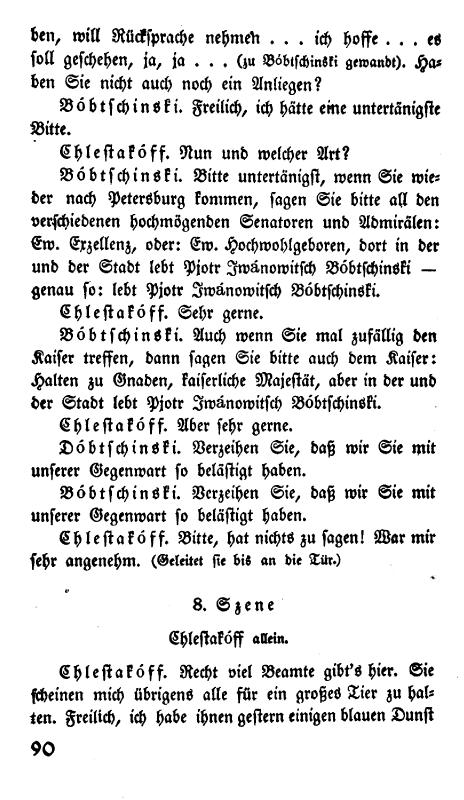 ben, will Rücksprache nehmen . . . ich hoffe . . . es
soll geschehen, ja, ja . . . (zu Bóbtschinski gewandt). Ha-
ben Sie nicht auch noch ein Anliegen?
Bóbtschinski. Freilich, ich hätte eine untertänigste
Bitte.
Chlestakóff. Nun und welcher Art?
Bóbtschinski. Bitte untertänigst, wenn Sie wie-
der nach Petersburg kommen, sagen Sie bitte all den
verschiedenen hochmögenden Senatoren und Admirälen:
Ew. Exzellenz, oder: Ew. Hochwohlgeboren, dort in der
und der Stadt lebt Pjotr Iwánowitsch Bóbtschinski —
genau so: lebt Pjotr Iwánowitsch Bóbtschinski.
Chlestakóff. Sehr gerne.
Bóbtschinski. Auch wenn Sie mal zufällig den
Kaiser treffen, dann sagen Sie bitte auch dem Kaiser:
Halten zu Gnaden, kaiserliche Majestät, aber in der und
der Stadt lebt Pjotr Iwánowitsch Bóbtschinski.
Chlestakóff. Aber sehr gerne.
Dóbtschinski. Verzeihen Sie, daß wir Sie mit
unserer Gegenwart so belästigt haben.
Bóbtschinski. Verzeihen Sie, daß wir Sie mit
unserer Gegenwart so belästigt haben.
Chlestakóff. Bitte, hat nichts zu sagen! War mir
sehr angenehm. (Geleitet sie bis an die Tür.)
8. Szene
Chlestakóff allein.
Chlestakóff. Recht viel Beamte gibt's hier. Sie
scheinen mich übrigens alle für ein großes Tier zu hal-
ten. Freilich, ich habe ihnen gestern einigen blauen Dunst
90